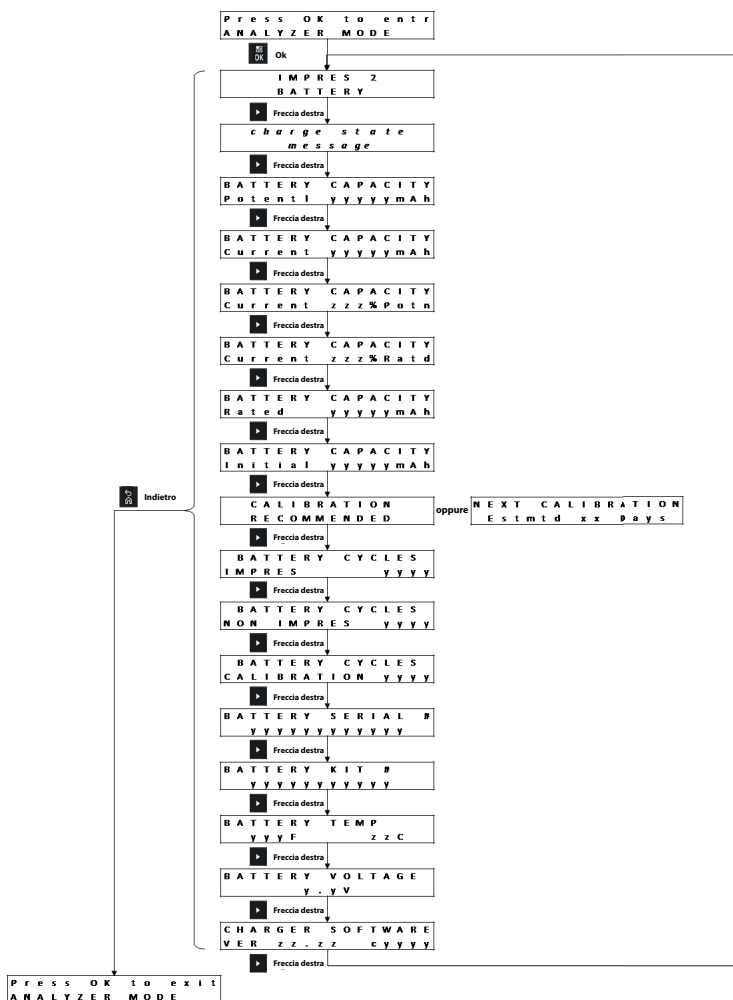 Press OK to entr
ANALYZER MODE
OK Ok
IMPRES 2
BATTERY
Freccia destra
charge state
message
Freccia destra
BATTERY CAPACITY
Potentl yyyyymAh
Freccia destra
BATTERY CAPACITY
Current yyyyymAh
Freccia destra
BATTERY CAPACITY
Current zzz%Potn
Freccia destra
BATTERY CAPACITY
Current zzz%Ratd
Freccia destra
BATTERY CAPACITY
Rated yyyyymAh
Freccia destra
BATTERY CAPACITY
Initial yyyyymAh
Freccia destra
Indietro
CALIBRATION
RECOMMENDED
oppure
NEXT CALIBRATION
Estmtd xx Days
Freccia destra
BATTERY CYCLES
IMPRES yyyy
Freccia destra
BATTERY CYCLES
NON IMPRES yyyy
Freccia destra
BATTERY CYCLES
CALIBRATION yyyy
Freccia destra
BATTERY SERIAL #
yyyyyyyyyyyy
Freccia destra
BATTERY KIT #
yyyyyyyyyyy
Freccia destra
BATTERY TEMP
yyyF zzC
Freccia destra
BATTERY VOLTAGE
y.yV
Freccia destra
CHARGER SOFTWARE
VER zz.zz cyyyy
Freccia destra
Press OK to exit
ANALYZER MODE